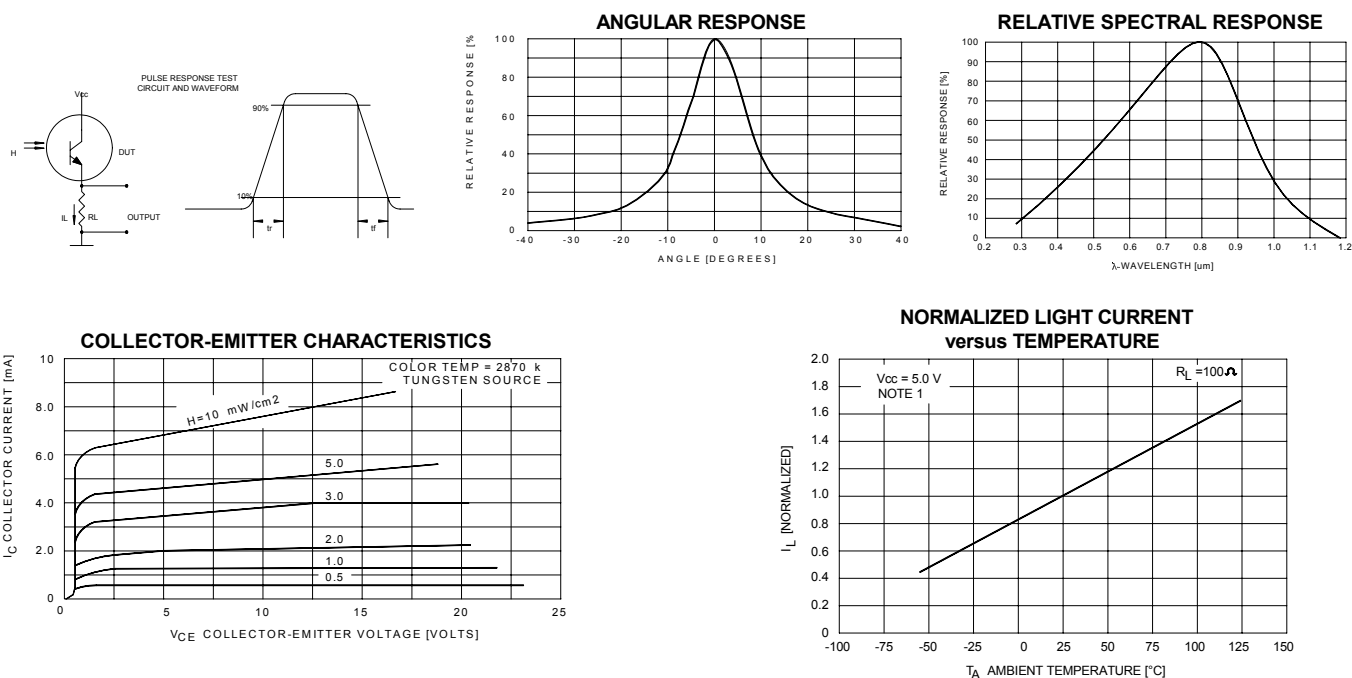 PULSE RESPONSE TEST
CIRCUIT AND WAVEFORM
Vcc
H
DUT
IL
RL
OUTPUT
90%
10%
tr
tf
ANGULAR RESPONSE
RELATIVE RESPONSE [%
100
80
60
40
20
0
-40 -30 -20 -10 0 10 20 30 40
ANGLE [DEGREES]
RELATIVE SPECTRAL RESPONSE
RELATIVE RESPONSE [%]
100
90
80
70
60
50
40
30
20
10
0
0.2 0.3 0.4 0.5 0.6 0.7 0.8 0.9 1.0 1.1 1.2
λ-WAVELENGTH [um]
COLLECTOR-EMITTER CHARACTERISTICS
IC COLLECTOR CURRENT [mA]
10
8.0
6.0
4.0
2.0
0
COLOR TEMP = 2870 k
TUNGSTEN SOURCE
H=10 mW/cm2
5.0
3.0
2.0
1.0
0.5
0 5 10 15 20 25
VCE COLLECTOR-EMITTER VOLTAGE [VOLTS]
NORMALIZED LIGHT CURRENT
versus TEMPERATURE
IL [NORMALIZED]
2.0
1.8
1.6
1.4
1.2
1.0
0.8
0.6
0.4
0.2
0
Vcc = 5.0 V
NOTE 1
RL =100Ω
-100 -75 -50 -25 0 25 50 75 100 125 150
TA AMBIENT TEMPERATURE [°C]